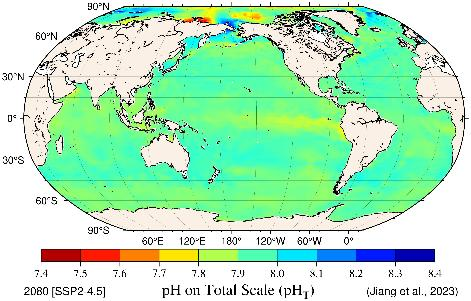 90°N
60°N
30°N
0°
30°S
60°S
90°S
60°E 120°E 180° 120°W 60°W 0°
7.4 7.5 7.6 7.7 7.8 7.9 8.0 8.1 8.2 8.3 8.4
2080 [SSP2-4.5] pH on Total Scale (pHT) (Jiang et al., 2023)